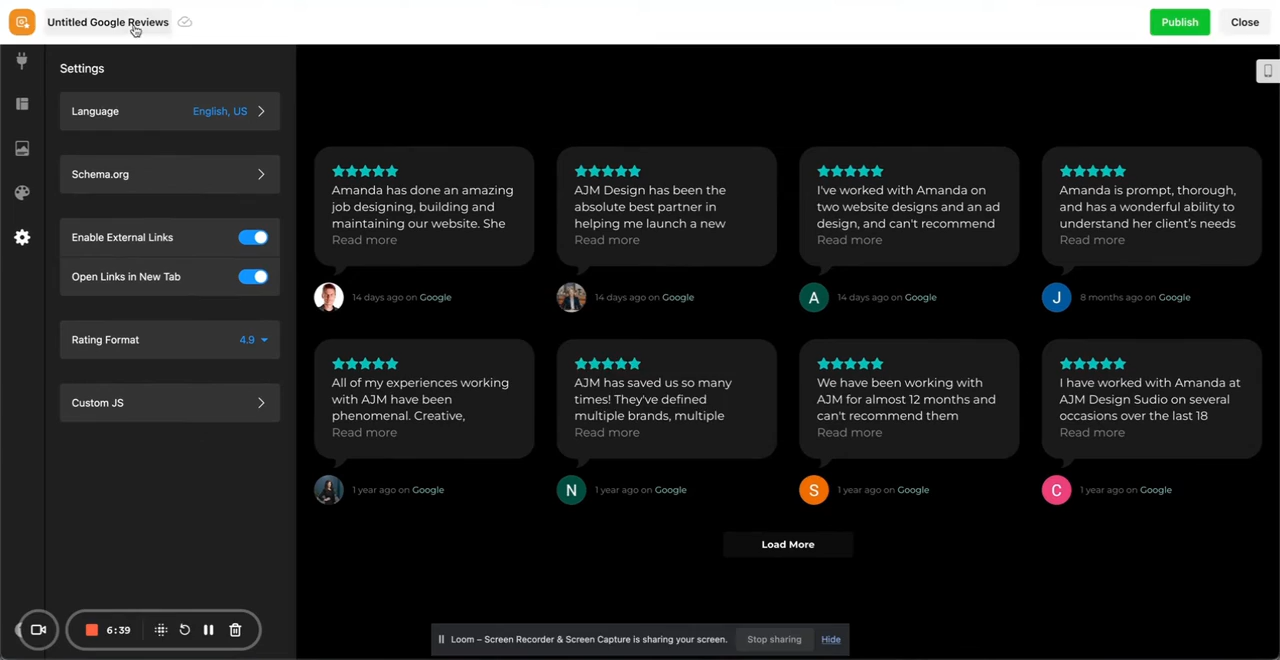 Untitled Google Reviews
Publish
Close
Settings
Language
English, US
Schema.org
Enable External Links
Open Links in New Tab
Rating Format
4.9
Custom JS
Amanda has done an amazing
job designing, building and
maintaining our website. She
Read more
14 days ago on Google
AJM Design has been the
absolute best partner in
helping me launch a new
Read more
14 days ago on Google
I've worked with Amanda on
two website designs and an ad
design, and can't recommend
Read more
A
14 days ago on Google
Amanda is prompt, thorough,
and has a wonderful ability to
understand her client's needs
Read more
J
8 months ago on Google
All of my experiences working
with AJM have been
phenomenal. Creative,
Read more
1 year ago on Google
AJM has saved us so many
times! They've defined
multiple brands, multiple
Read more
N
1 year ago on Google
We have been working with
AJM for almost 12 months and
can't recommend them
Read more
S
1 year ago on Google
I have worked with Amanda at
AJM Design Sudio on several
occasions over the last 18
Read more
C
1 year ago on Google
Load More
6:39
Loom – Screen Recorder & Screen Capture is sharing your screen.
Stop sharing
Hide